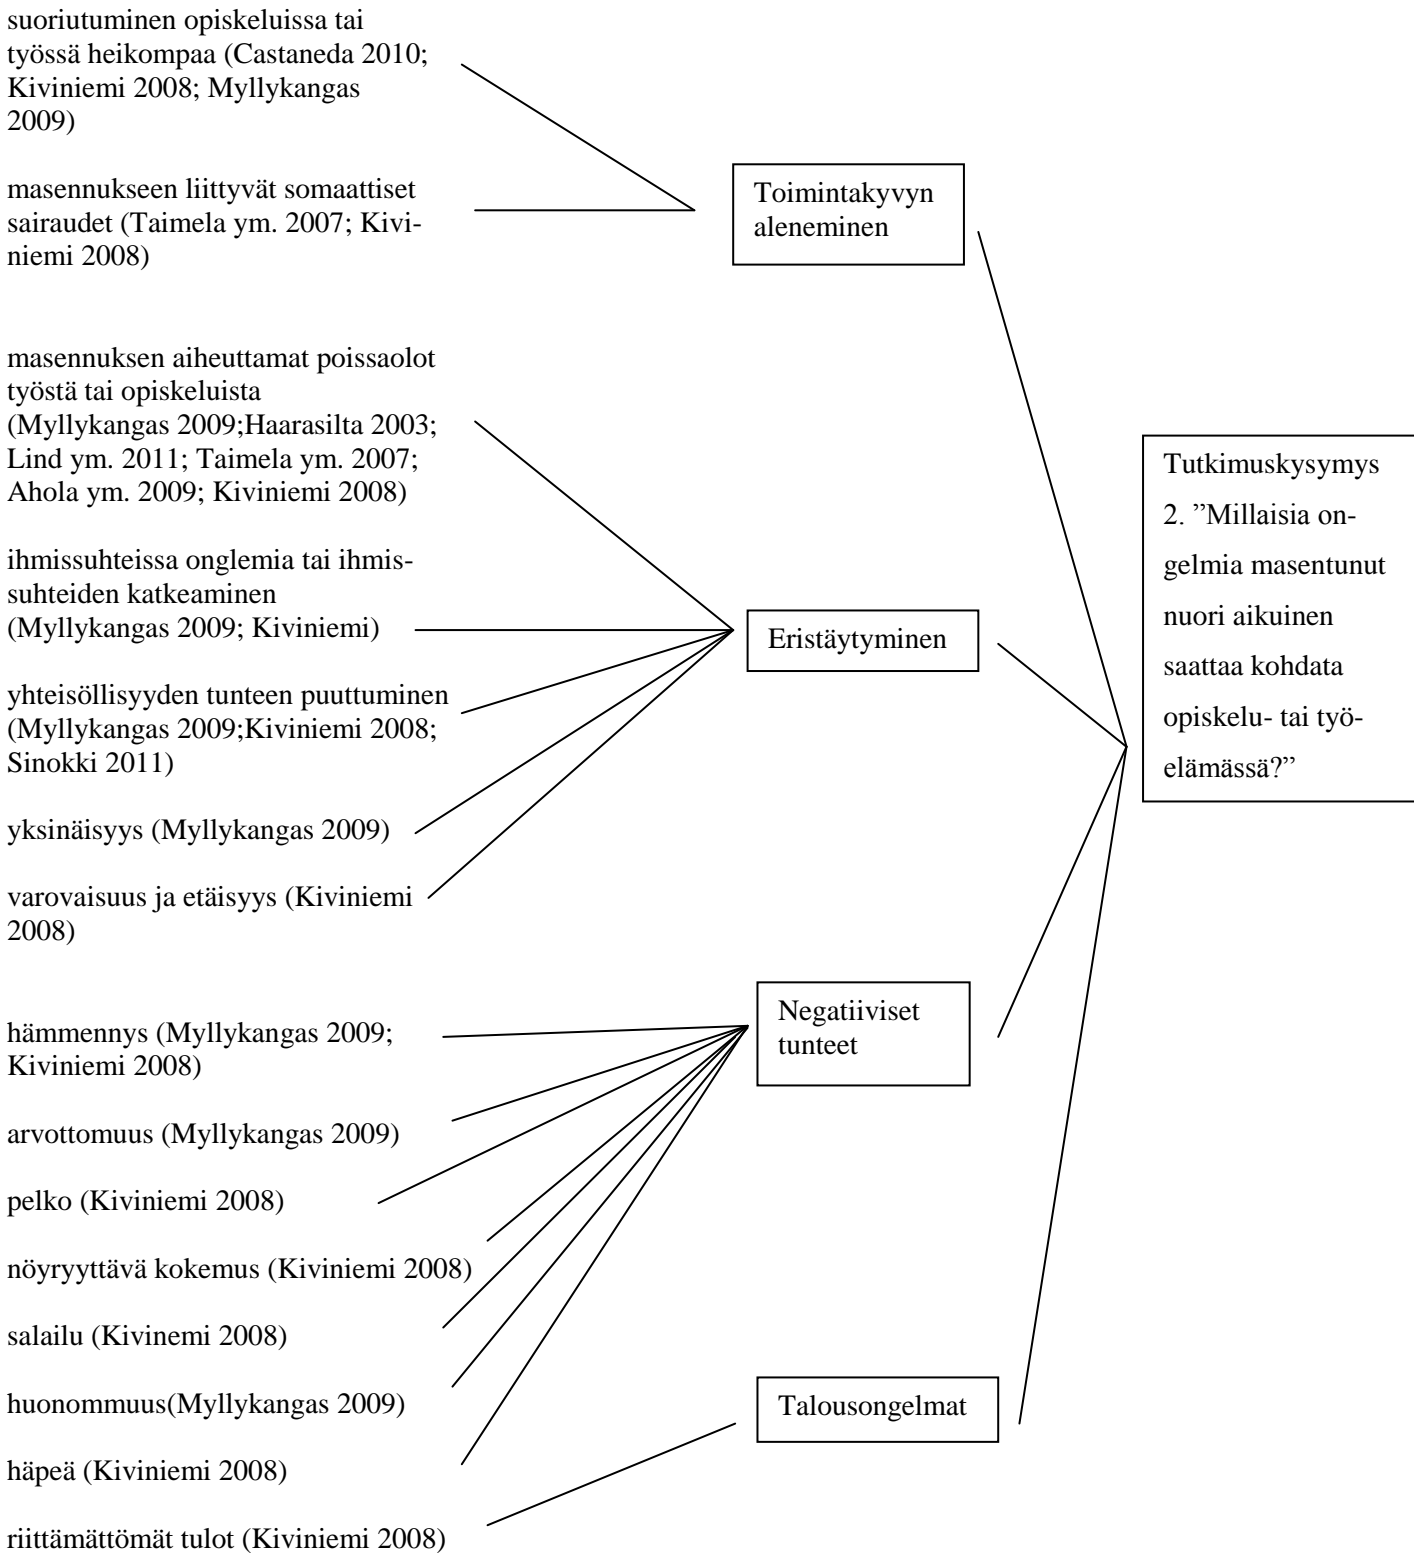 suoriutuminen opiskeluissa tai
työssä heikompaa (Castaneda 2010;
Kiviniemi 2008; Myllykangas
2009)
masennukseen liittyvät somaattiset
sairaudet (Taimela ym. 2007; Kivi-
niemi 2008)
Toimintakyvyn
aleneminen
masennuksen aiheuttamat poissaolot
työstä tai opiskeluista
(Myllykangas 2009;Haarasilta 2003;
Lind ym. 2011; Taimela ym. 2007;
Ahola ym. 2009; Kiviniemi 2008)
ihmissuhteissa onglemia tai ihmis-
suhteiden katkeaminen
(Myllykangas 2009; Kiviniemi)
yhteisöllisyyden tunteen puuttuminen
(Myllykangas 2009;Kiviniemi 2008;
Sinokki 2011)
yksinäisyys (Myllykangas 2009)
varovaisuus ja etäisyys (Kiviniemi
2008)
Eristäytyminen
hämmennys (Myllykangas 2009;
Kiviniemi 2008)
arvottomuus (Myllykangas 2009)
pelko (Kiviniemi 2008)
nöyryyttävä kokemus (Kiviniemi 2008)
salailu (Kivinemi 2008)
huonommuus(Myllykangas 2009)
häpeä (Kiviniemi 2008)
Negatiiviset
tunteet
riittämättömät tulot (Kiviniemi 2008)
Talousongelmat
Tutkimuskysymys
2. ”Millaisia on-
gelmia masentunut
nuori aikuinen
saattaa kohdata
opiskelu- tai työ-
elämässä?”